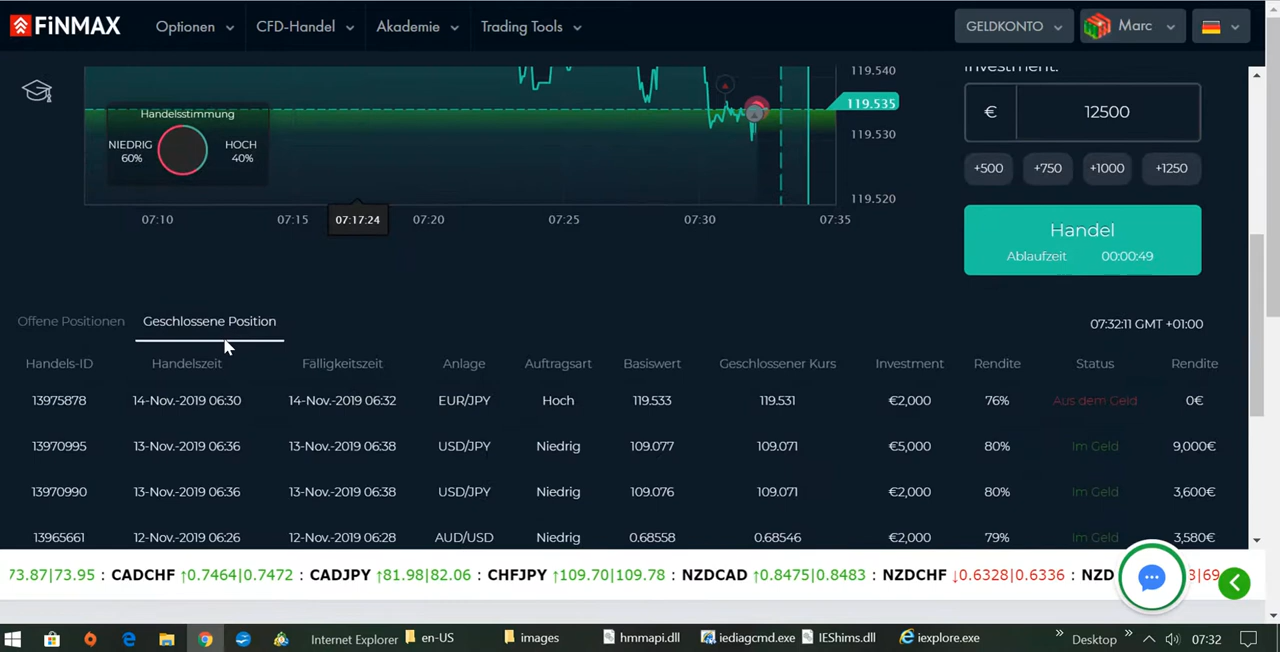 FiNMAX Optionen CFD-Handel Akademie Trading Tools GELDKONTO Marc
Investment:
119.540
119.535
119.530
119.520
Handelsstimmung
NIEDRIG 60% HOCH 40%
07:10 07:15 07:17:24 07:20 07:25 07:30 07:35
€ 12500
+500 +750 +1000 +1250
Handel
Ablaufzeit 00:00:49
Offene Positionen Geschlossene Position 07:32:11 GMT +01:00
Handels-ID Handelszeit Fälligkeitszeit Anlage Auftragsart Basiswert Geschlossener Kurs Investment Rendite Status Rendite
13975878 14-Nov.-2019 06:30 14-Nov.-2019 06:32 EUR/JPY Hoch 119.533 119.531 €2,000 76% Aus dem Geld 0€
13970995 13-Nov.-2019 06:36 13-Nov.-2019 06:38 USD/JPY Niedrig 109.077 109.071 €5,000 80% Im Geld 9,000€
13970990 13-Nov.-2019 06:36 13-Nov.-2019 06:38 USD/JPY Niedrig 109.076 109.071 €2,000 80% Im Geld 3,600€
13965661 12-Nov.-2019 06:26 12-Nov.-2019 06:28 AUD/USD Niedrig 0.68558 0.68546 €2,000 79% Im Geld 3,580€
73.87|73.95 : CADCHF ↑0.7464|0.7472 : CADJPY ↑81.98|82.06 : CHFJPY ↑109.70|109.78 : NZDCAD ↑0.8475|0.8483 : NZDCHF ↓0.6328|0.6336 : NZD 3|69
Internet Explorer en-US images hmmapi.dll iediagcmd.exe IEShims.dll iexplore.exe » Desktop » 07:32